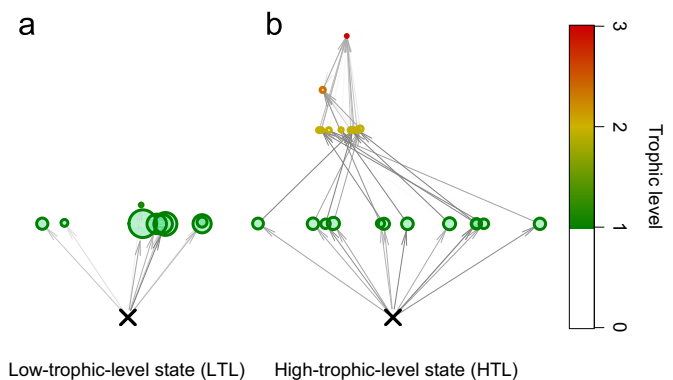 a
b
3
2
1
0
Trophic level
Low-trophic-level state (LTL)
High-trophic-level state (HTL)